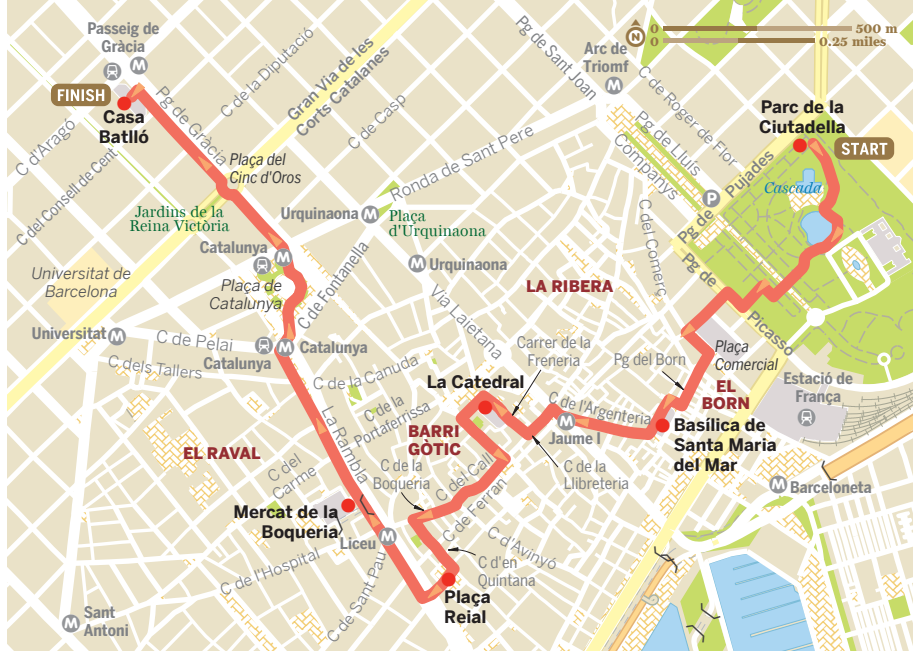 Passeig de
Gràcia
FINISH
Casa
Batlló
C d'Aragó
C del Consell de Cent
Pg de Gràcia
C de la Diputació
Gran Via de les
Corts Catalanes
C de Casp
Plaça del
Cinc d'Oros
Jardins de la
Reina Victòria
Ronda de Sant Pere
Urquinaona
Plaça
d'Urquinaona
Urquinaona
Catalunya
Plaça de
Catalunya
C de Fontanella
Universitat de
Barcelona
Universitat
C de Pelai
Catalunya
Catalunya
C dels Tallers
Via Laietana
Pg de Sant Joan
Arc de
Triomf
N
0
500 m
0
0.25 miles
C de Roger de Flor
Pg de Lluís
Companys
Pg de Pujades
P
Parc de la
Ciutadella
START
Cascada
C del Comerç
Pg de
Picasso
LA RIBERA
Carrer de la
Freneria
Pg del Born
Plaça
Comercial
EL
BORN
Estació de
França
C de la Canuda
C de la
Portaferrissa
La Catedral
C de l'Argenteria
Jaume I
Basílica de
Santa Maria
del Mar
BARRI
GÒTIC
La Rambla
EL RAVAL
C del
Carme
C de la
Boqueria
C del Call
C de Ferran
C de la
Llibreteria
Barceloneta
Mercat de la
Boqueria
Liceu
C d'Avinyó
C d'en
Quintana
C de l'Hospital
C de Sant Pau
Plaça
Reial
Sant
Antoni
M
M
M
M
M
M
M
M
M
M
M